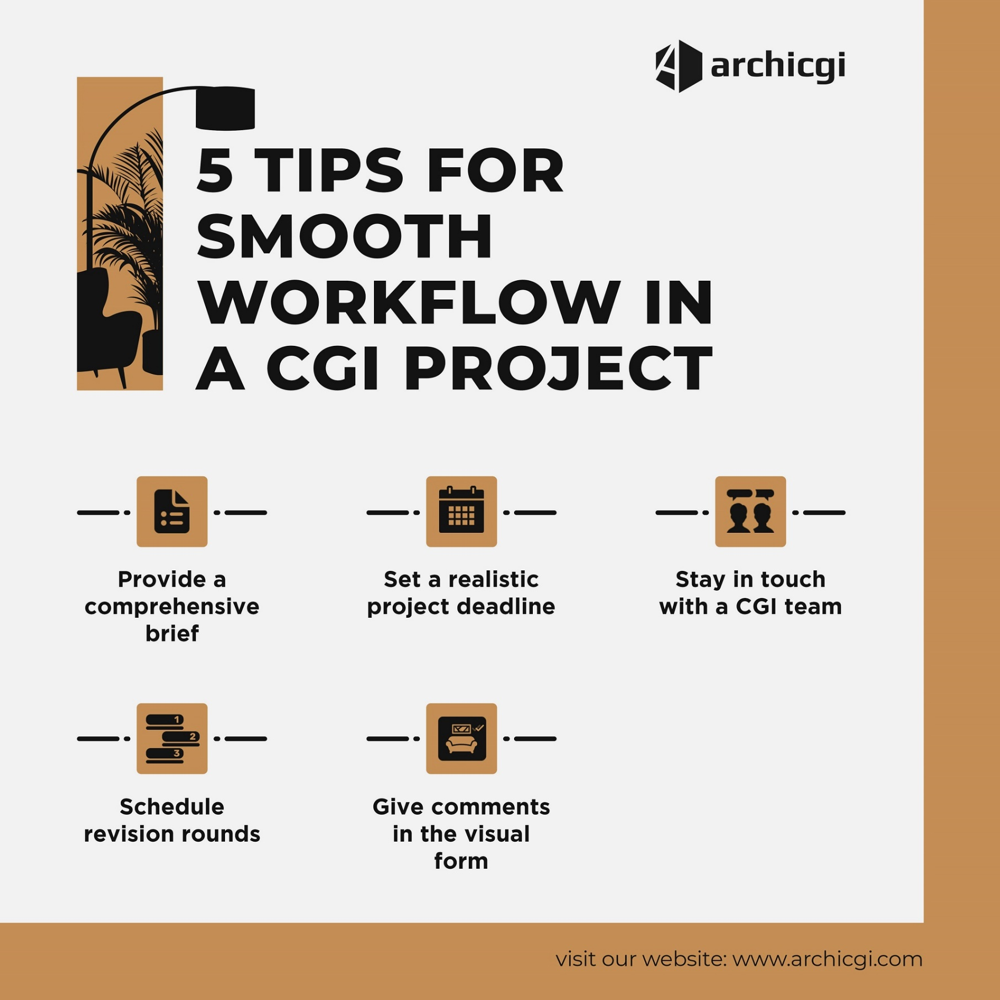 archicgi
5 TIPS FOR
SMOOTH
WORKFLOW IN
A CGI PROJECT
Provide a
comprehensive
brief
Set a realistic
project deadline
Stay in touch
with a CGI team
1
2
3
Schedule
revision rounds
Give comments
in the visual
form
visit our website: www.archicgi.com